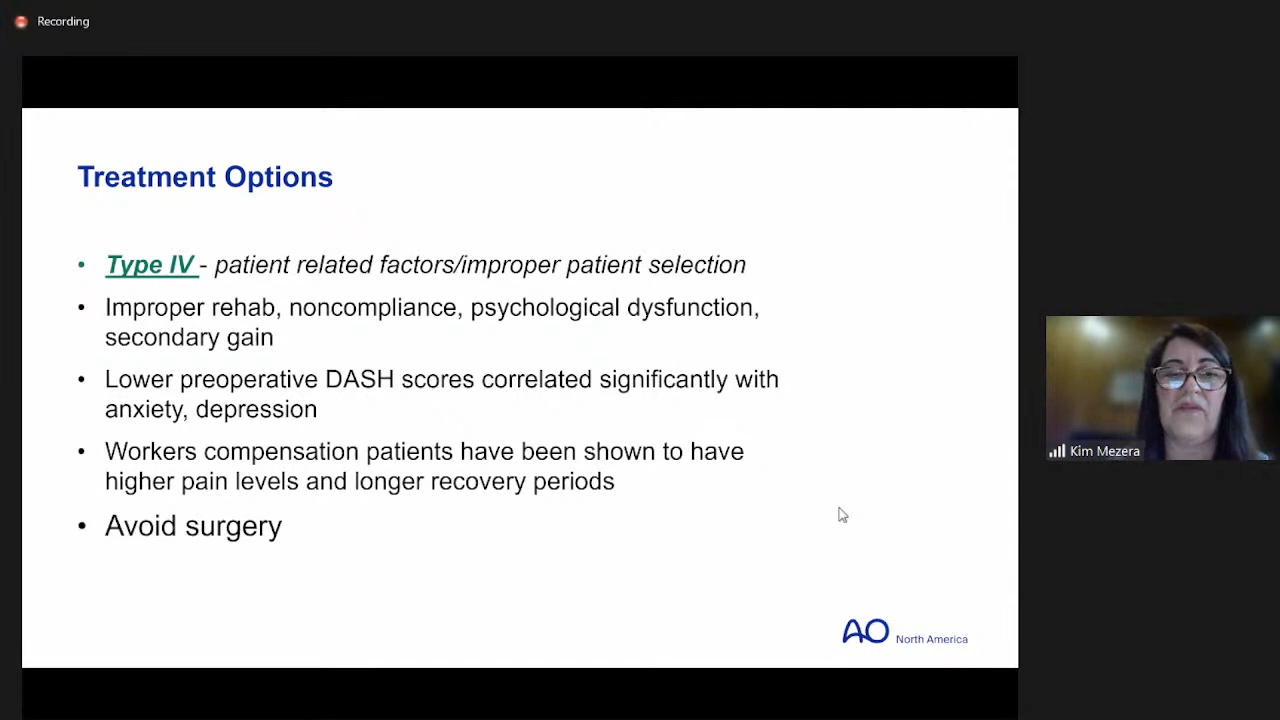 Recording
Treatment Options
• Type IV - patient related factors/improper patient selection
• Improper rehab, noncompliance, psychological dysfunction,
secondary gain
• Lower preoperative DASH scores correlated significantly with
anxiety, depression
• Workers compensation patients have been shown to have
higher pain levels and longer recovery periods
• Avoid surgery
AO North America
Kim Mezera